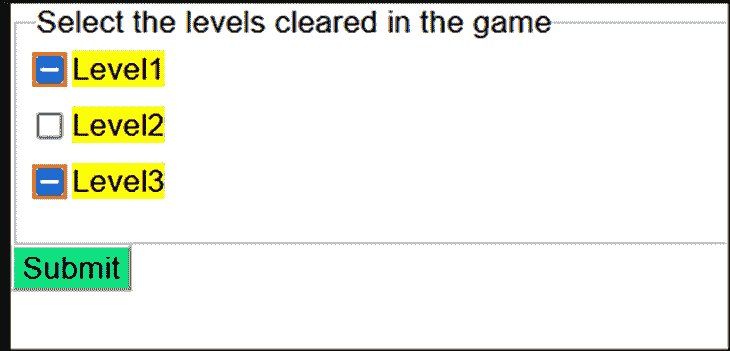 Select the levels cleared in the game
Level1
Level2
Level3
Submit